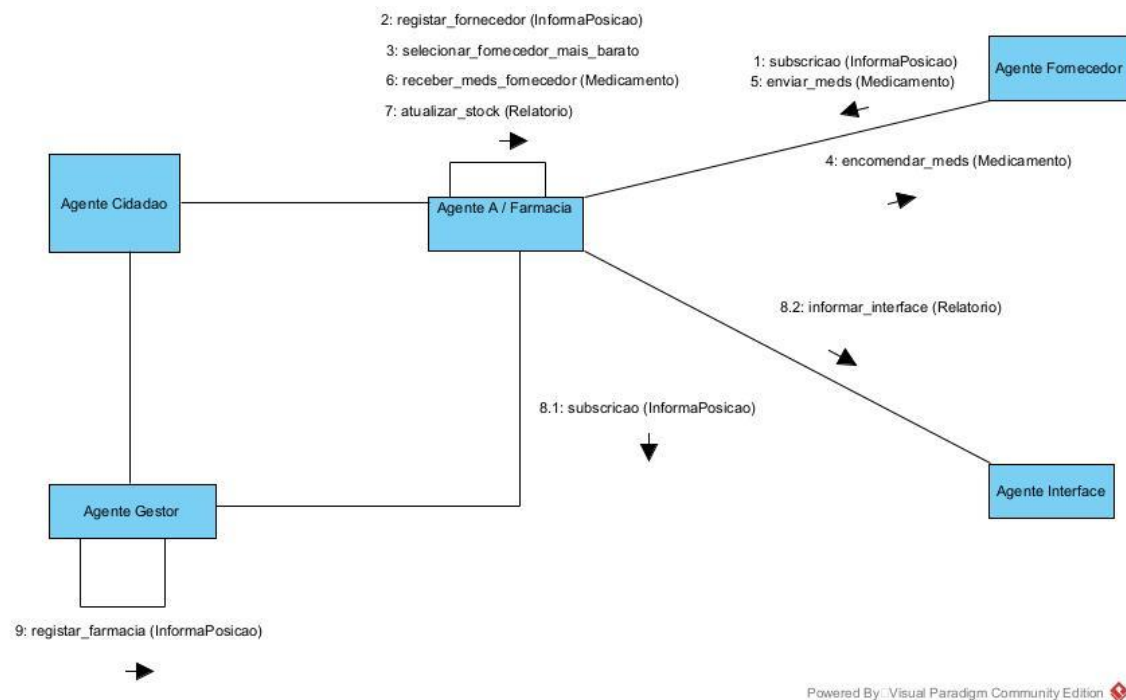 2: registar_fornecedor (InformaPosicao)
3: selecionar_fornecedor_mais_barato
6: receber_meds_fornecedor (Medicamento)
7: atualizar_stock (Relatorio)
1: subscricao (InformaPosicao)
5: enviar_meds (Medicamento)
Agente Fornecedor
4: encomendar_meds (Medicamento)
Agente Cidadao
Agente A / Farmacia
8.2: informar_interface (Relatorio)
8.1: subscricao (InformaPosicao)
Agente Gestor
Agente Interface
9: registar_farmacia (InformaPosicao)
Powered By Visual Paradigm Community Edition